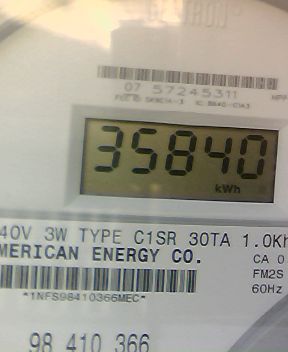 07 57245311
35840
kWh
40V 3W TYPE C1SR 30TA 1.0Kh
MERICAN ENERGY CO.
CA 0
FM2S
60Hz
*1NFS98410366MEC*
98 410 366